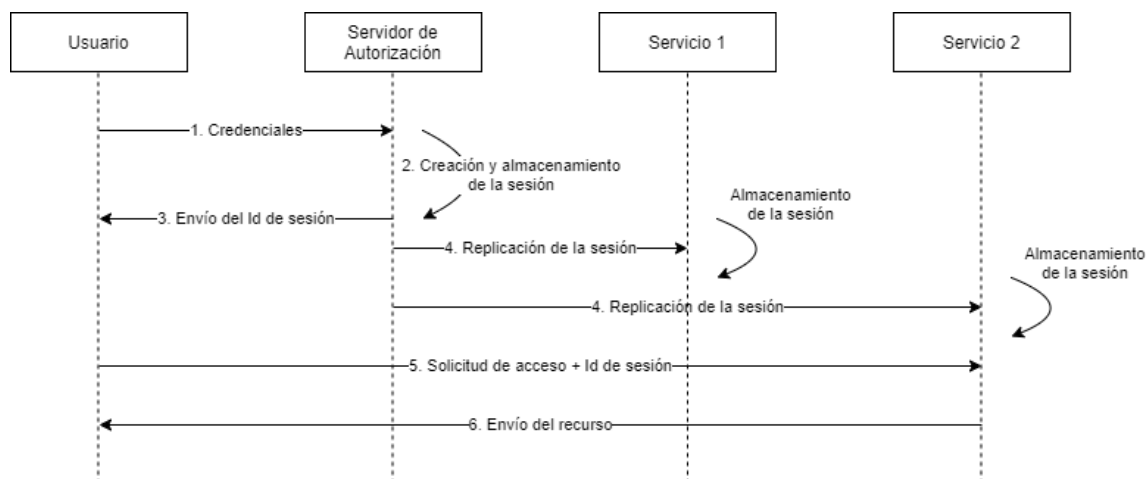 Usuario
Servidor de
Autorización
Servicio 1
Servicio 2
1. Credenciales
2. Creación y almacenamiento
de la sesión
3. Envío del Id de sesión
Almacenamiento
de la sesión
4. Replicación de la sesión
Almacenamiento
de la sesión
4. Replicación de la sesión
5. Solicitud de acceso + Id de sesión
6. Envío del recurso